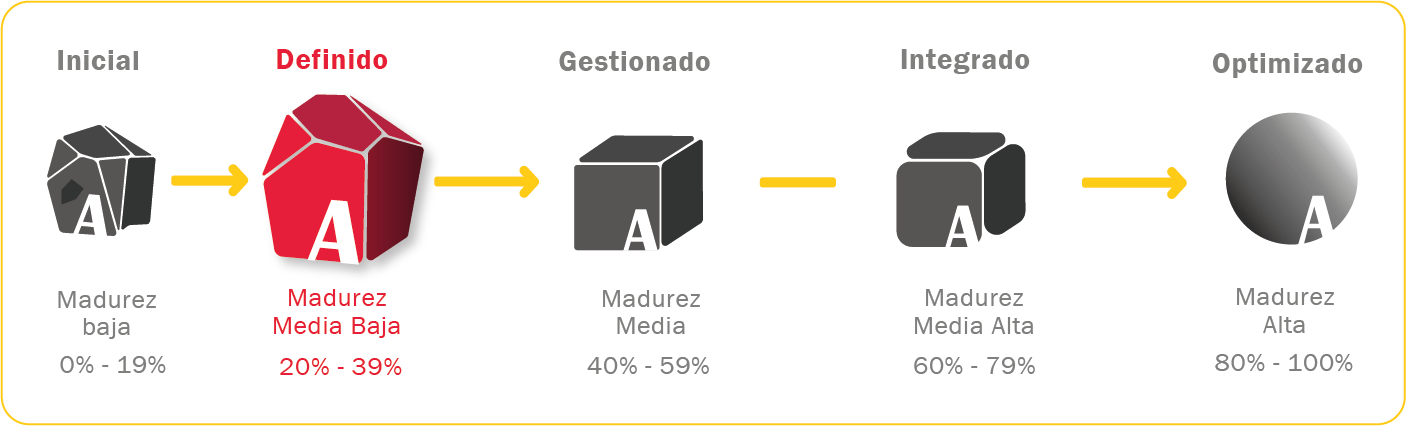 Inicial
Definido
Gestionado
Integrado
Optimizado
A
A
A
A
A
Madurez
baja
0% - 19%
Madurez
Media Baja
20% - 39%
Madurez
Media
40% - 59%
Madurez
Media Alta
60% - 79%
Madurez
Alta
80% - 100%